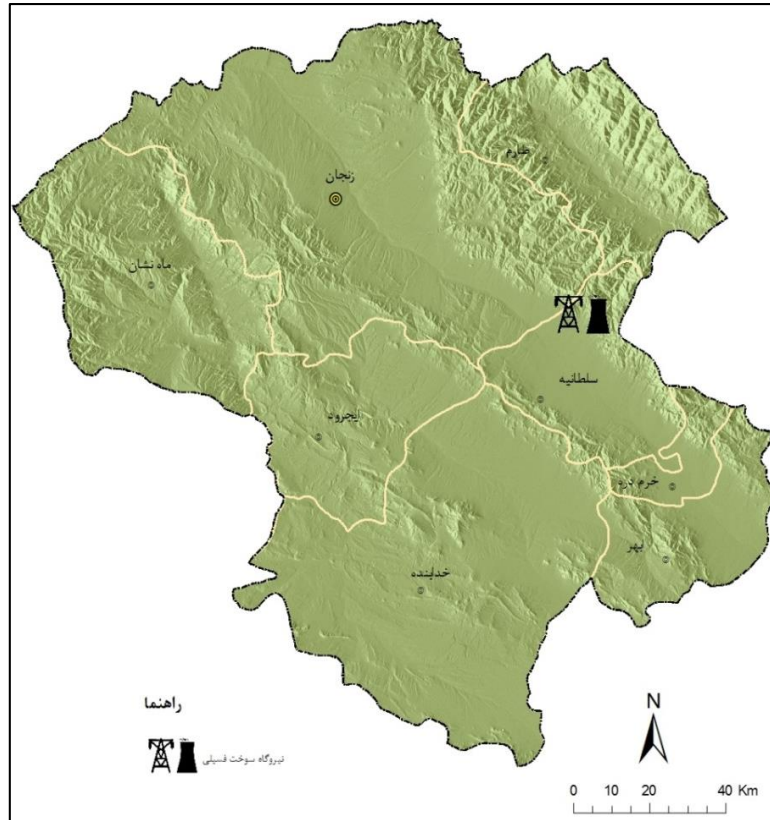 طارم
زنجان
ماه نشان
سلطانیه
ایجرود
خرم دره
ابهر
خدابنده
راهنما
نیروگاه سوخت فسیلی
N
0 10 20 40 Km